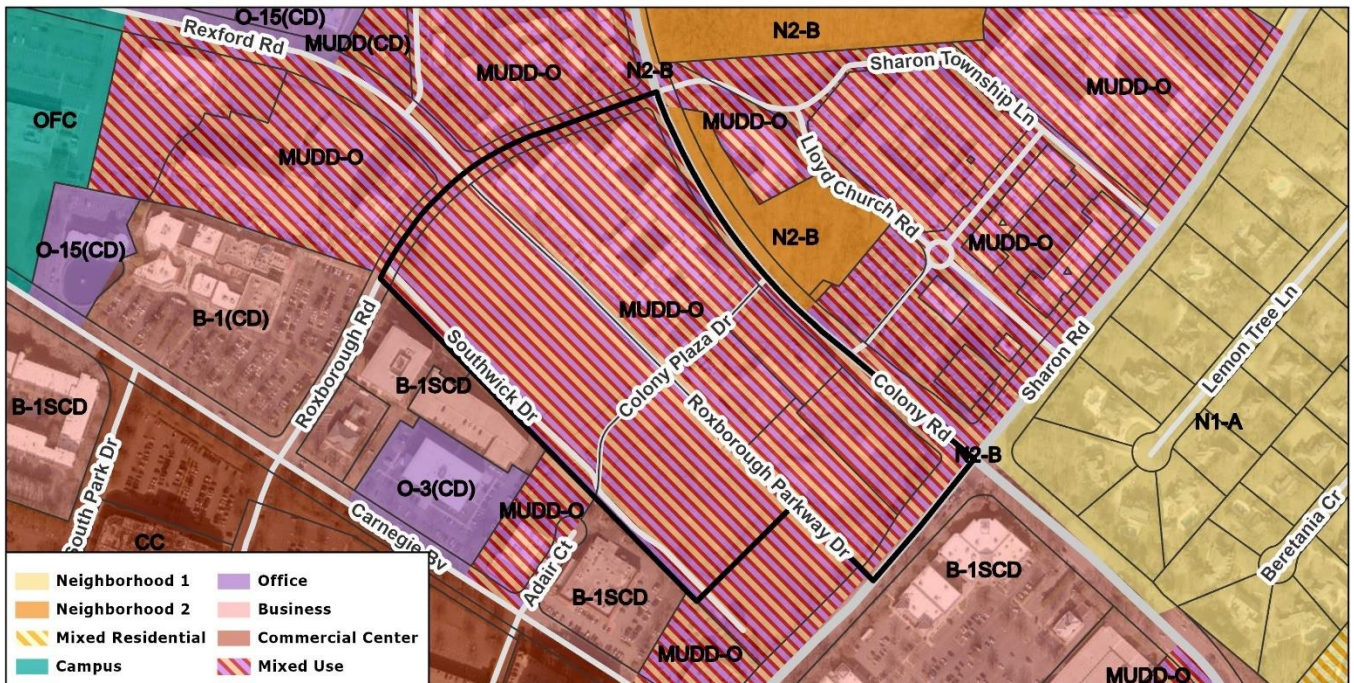 O-15(CD)
Rexford Rd
MUDD(CD)
N2-B
MUDD-O
N2-B
Sharon Township Ln
MUDD-O
OFC
MUDD-O
MUDD-O
Lloyd Church Rd
O-15(CD)
N2-B
MUDD-O
B-1(CD)
MUDD-O
Colony Plaza Dr
Sharon Rd
Lemon Tree Ln
Roxborough Rd
Southwick Dr
B-1SCD
B-1SCD
Colony Rd
N1-A
Roxborough Parkway Dr
N2-B
South Park Dr
O-3(CD)
MUDD-O
Carnegie Bv
Beretania Cr
CC
Adair Ct
B-1SCD
B-1SCD
MUDD-O
MUDD-O
Neighborhood 1
Neighborhood 2
Mixed Residential
Campus
Office
Business
Commercial Center
Mixed Use